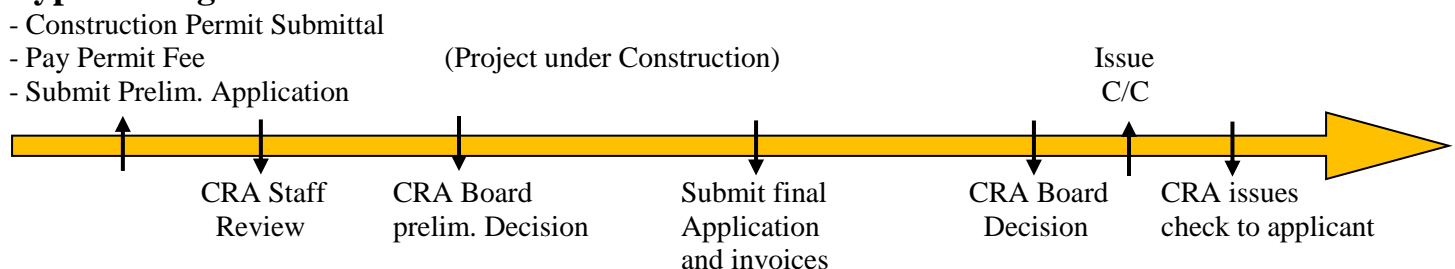 - Construction Permit Submittal
- Pay Permit Fee (Project under Construction) Issue
- Submit Prelim. Application C/C
CRA Staff CRA Board Submit final CRA Board CRA issues
Review prelim. Decision Application Decision check to applicant
and invoices